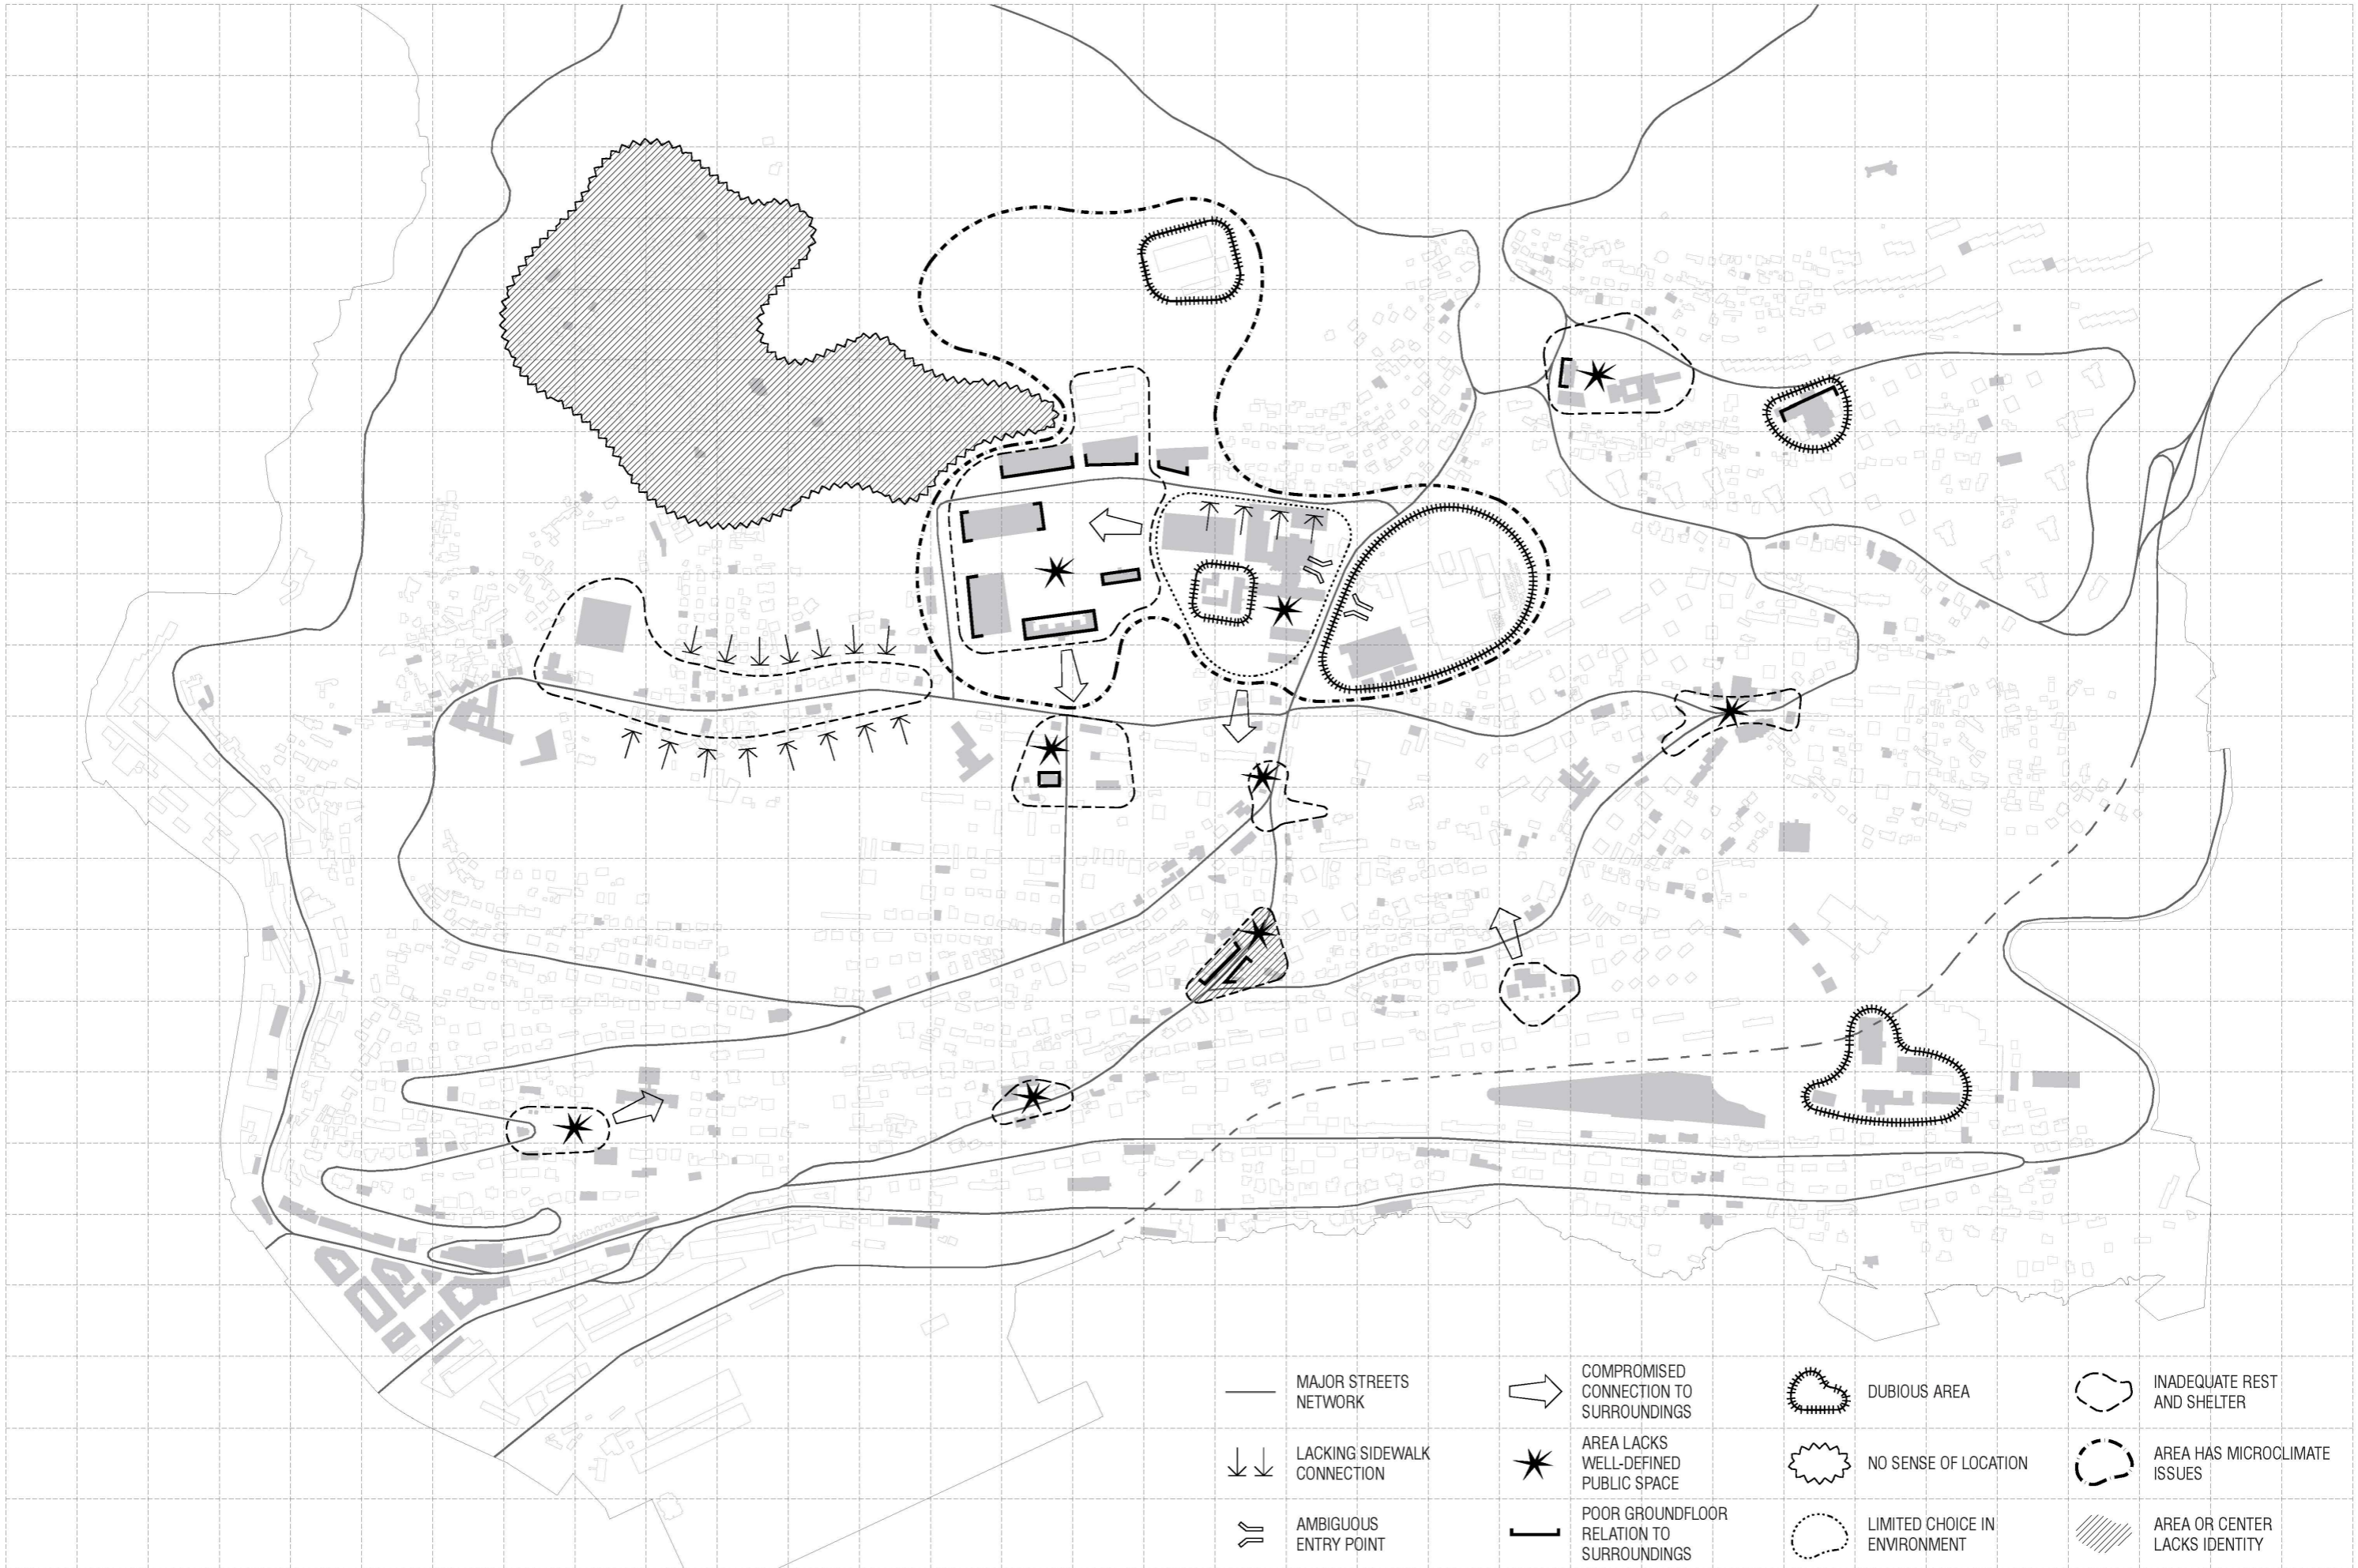 MAJOR STREETS
NETWORK
LACKING SIDEWALK
CONNECTION
AMBIGUOUS
ENTRY POINT
COMPROMISED
CONNECTION TO
SURROUNDINGS
AREA LACKS
WELL-DEFINED
PUBLIC SPACE
POOR GROUNDFLOOR
RELATION TO
SURROUNDINGS
DUBIOUS AREA
NO SENSE OF LOCATION
LIMITED CHOICE IN
ENVIRONMENT
INADEQUATE REST
AND SHELTER
AREA HAS MICROCLIMATE
ISSUES
AREA OR CENTER
LACKS IDENTITY